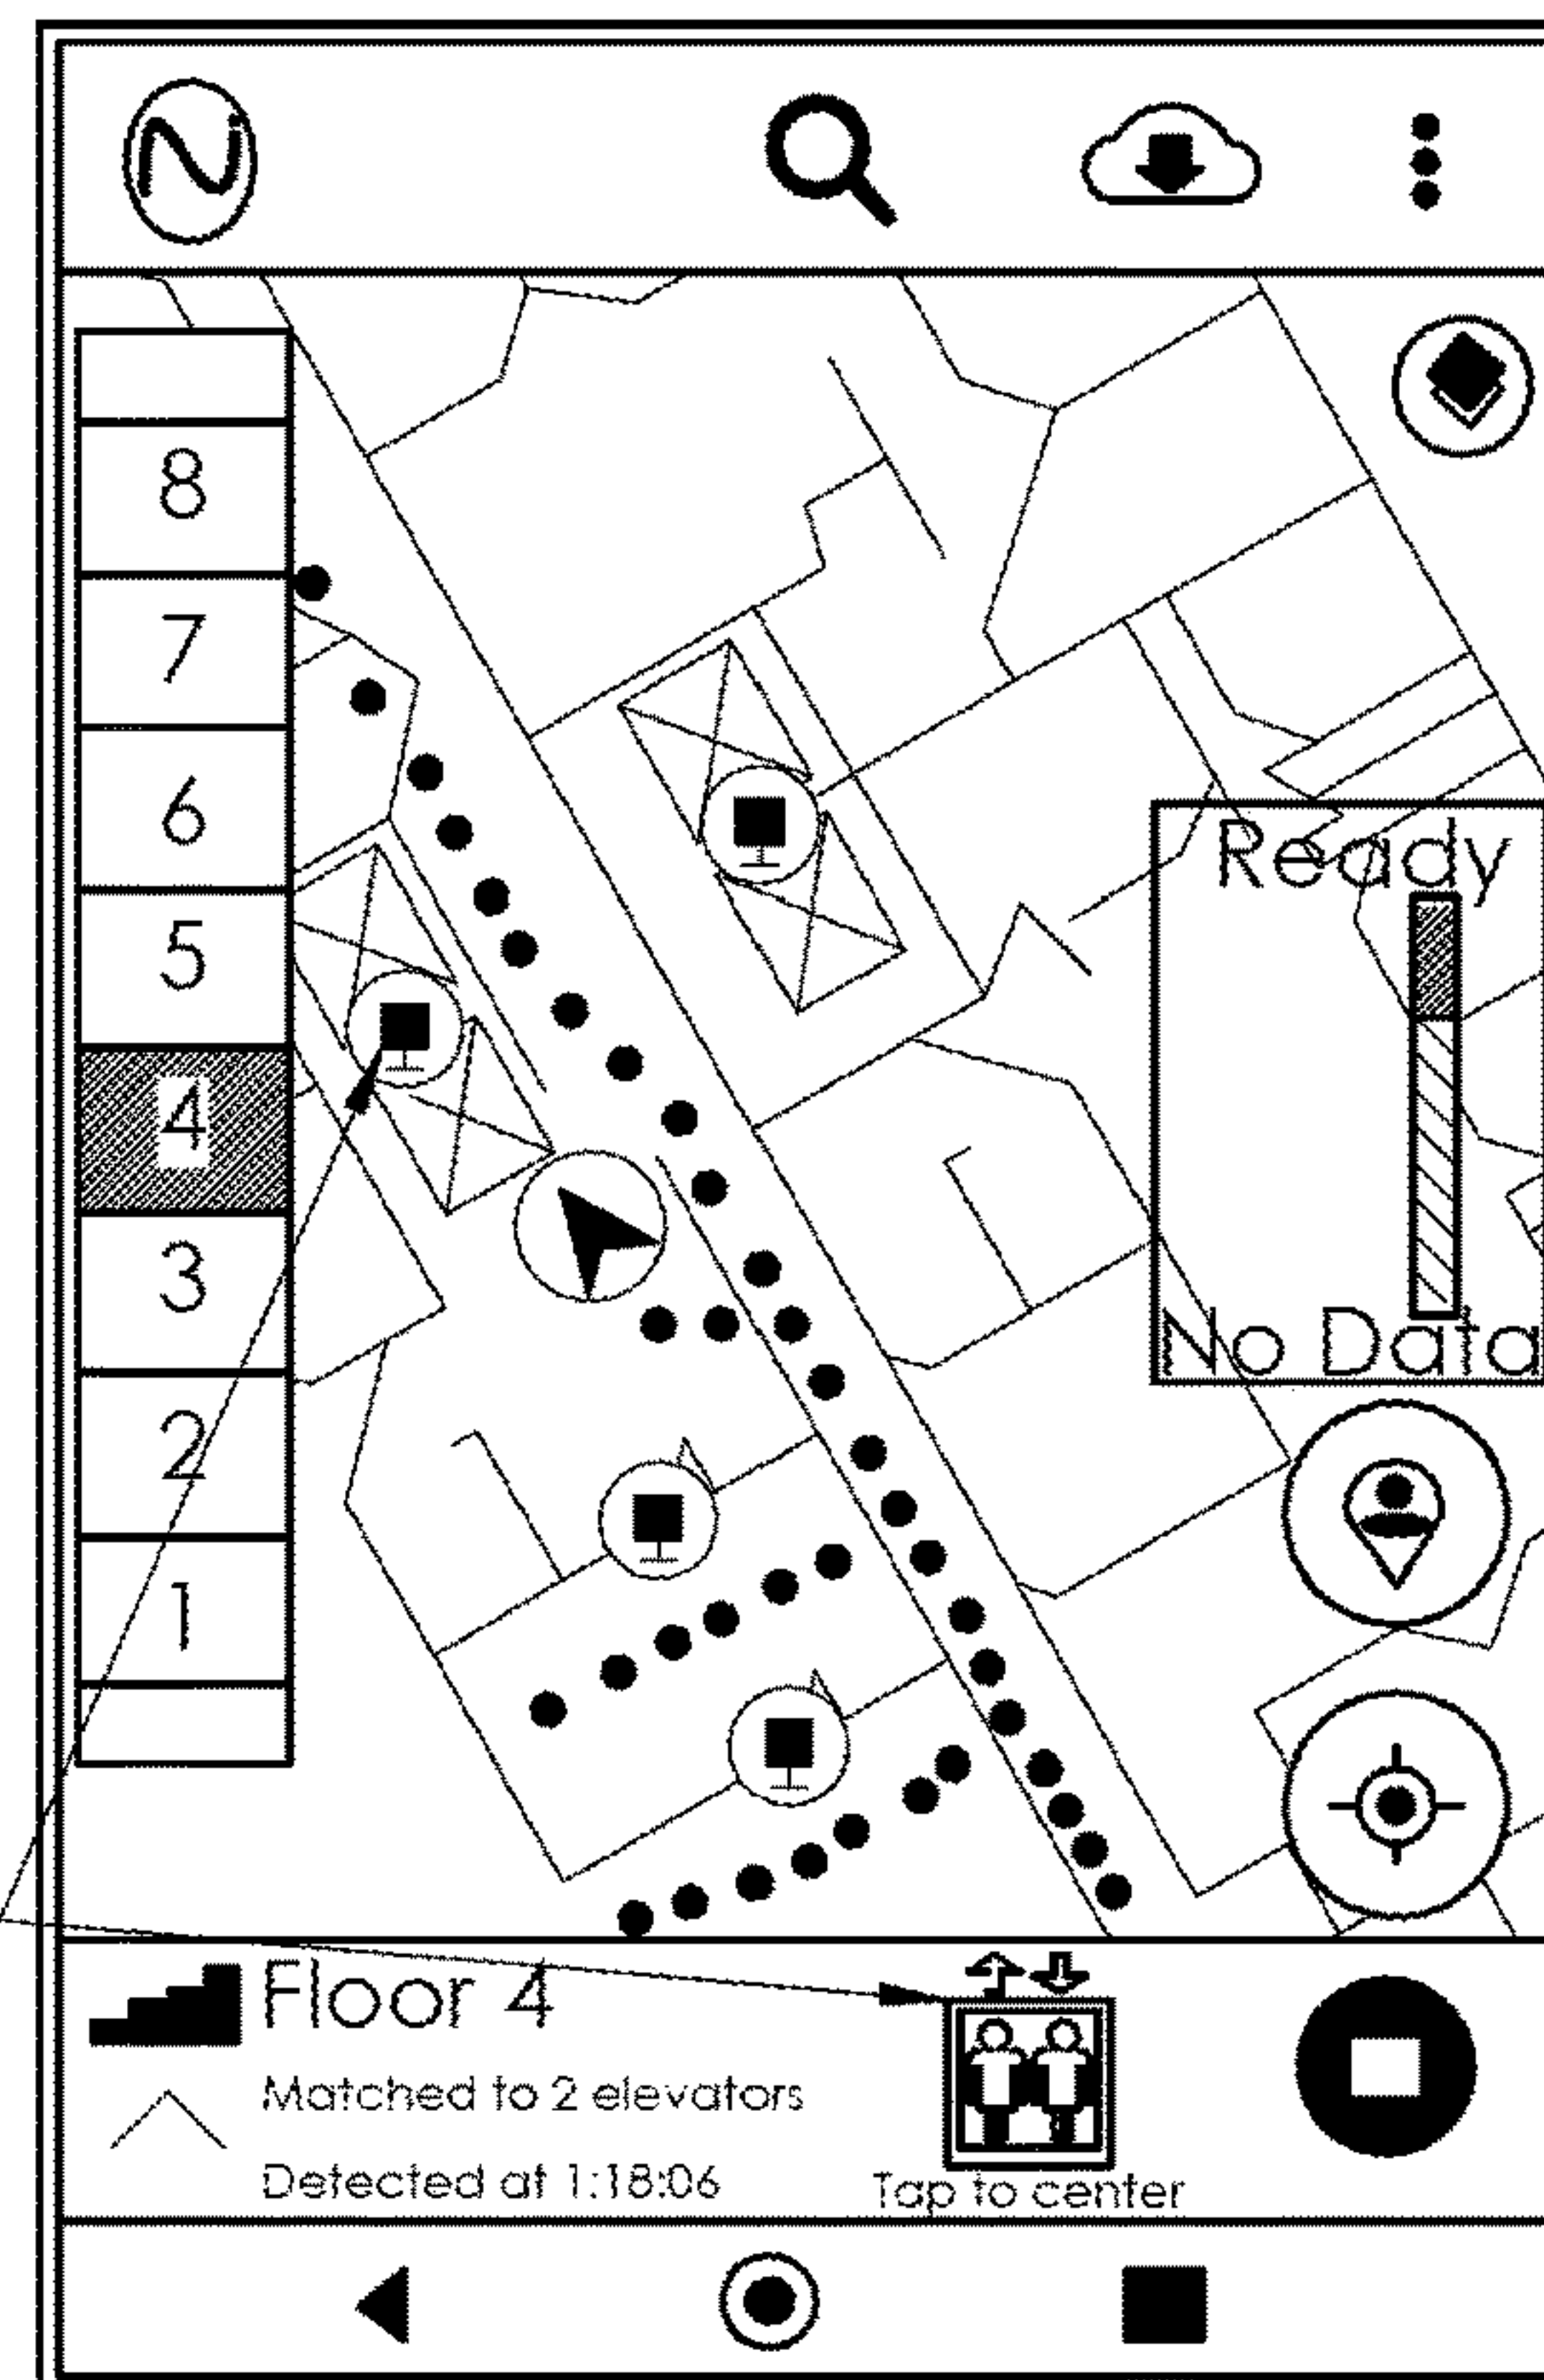 8
7
6
5
4
3
2
1
Ready
No Data
Floor 4
Matched to 2 elevators
Detected at 1:18:06
Tap to center